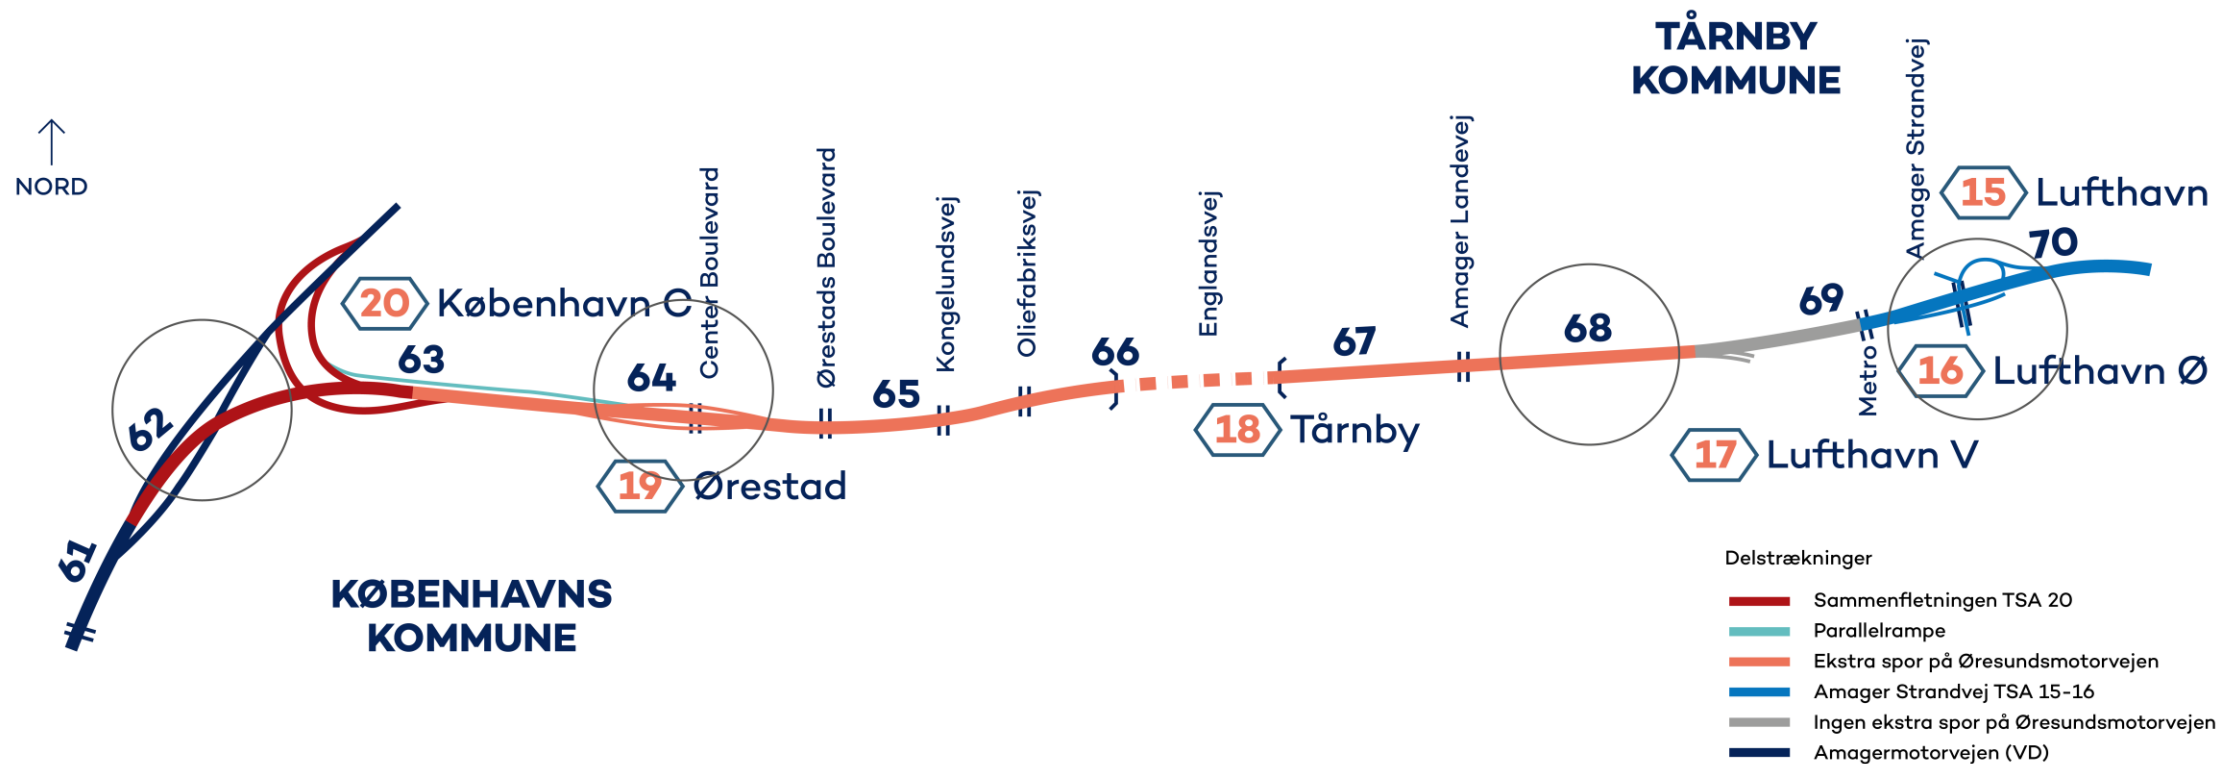 TÅRNBY
KOMMUNE
NORD
Center Boulevard
Ørestads Boulevard
Kongelundsvej
Oliefabriksvej
Englandsvej
Amager Landevej
Amager Strandvej
Metro
15 Lufthavn
20 København C
16 Lufthavn Ø
18 Tårnby
17 Lufthavn V
19 Ørestad
61
62
63
64
65
66
67
68
69
70
KØBENHAVNS
KOMMUNE
Delstrækninger
Sammenfletningen TSA 20
Parallelrampe
Ekstra spor på Øresundsmotorvejen
Amager Strandvej TSA 15-16
Ingen ekstra spor på Øresundsmotorvejen
Amagermotorvejen (VD)